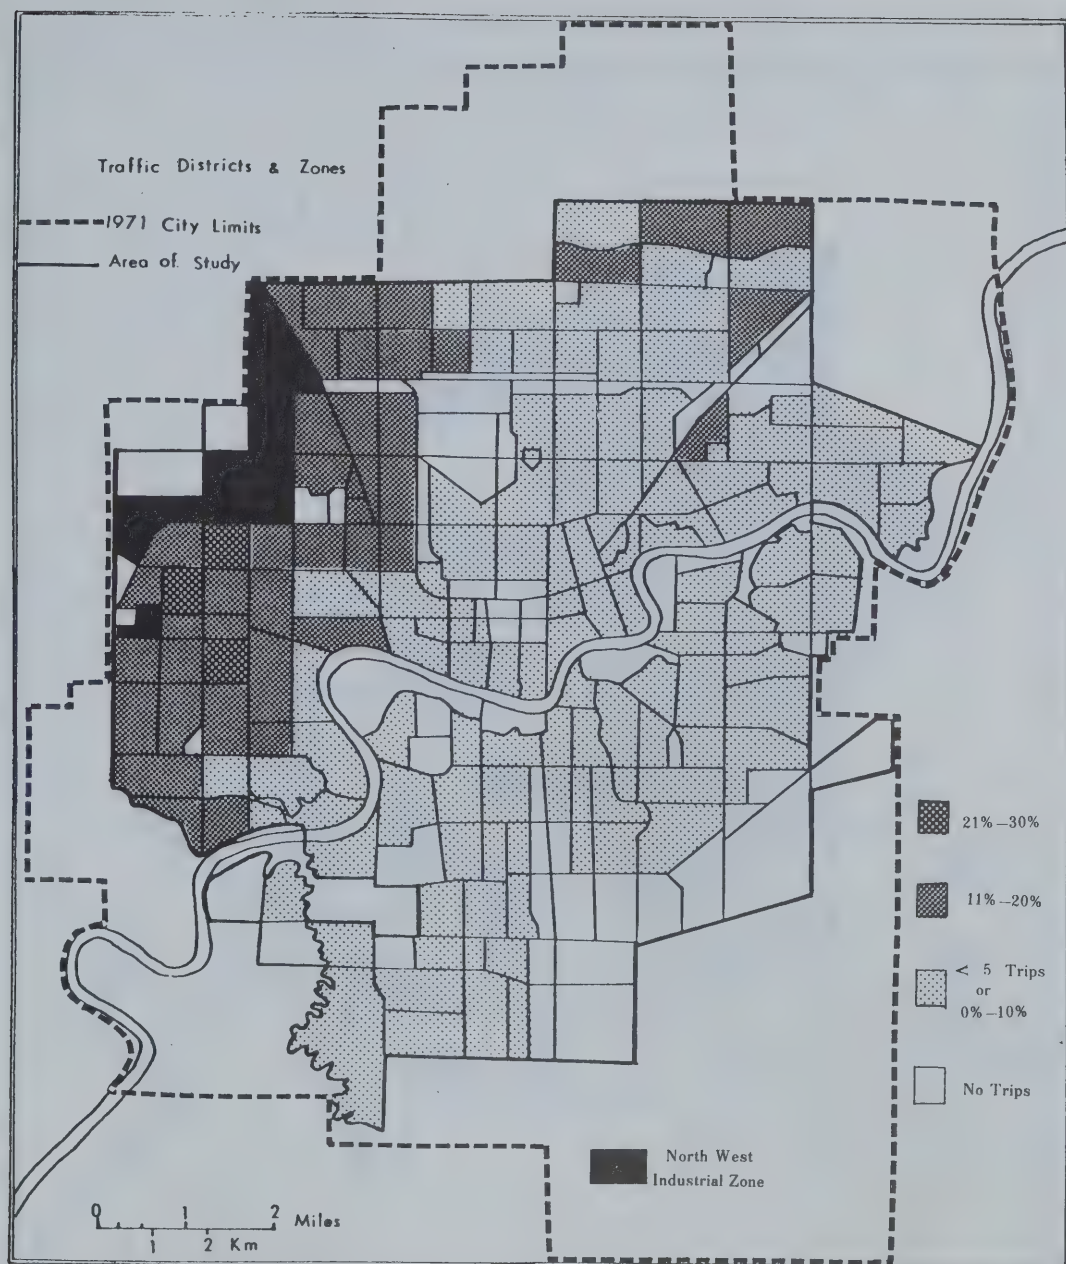 Traffic Districts & Zones
1971 City Limits
Area of Study
21%–30%
11%–20%
< 5 Trips
or
0%–10%
No Trips
North West
Industrial Zone
0 1 2 Miles
1 2 Km